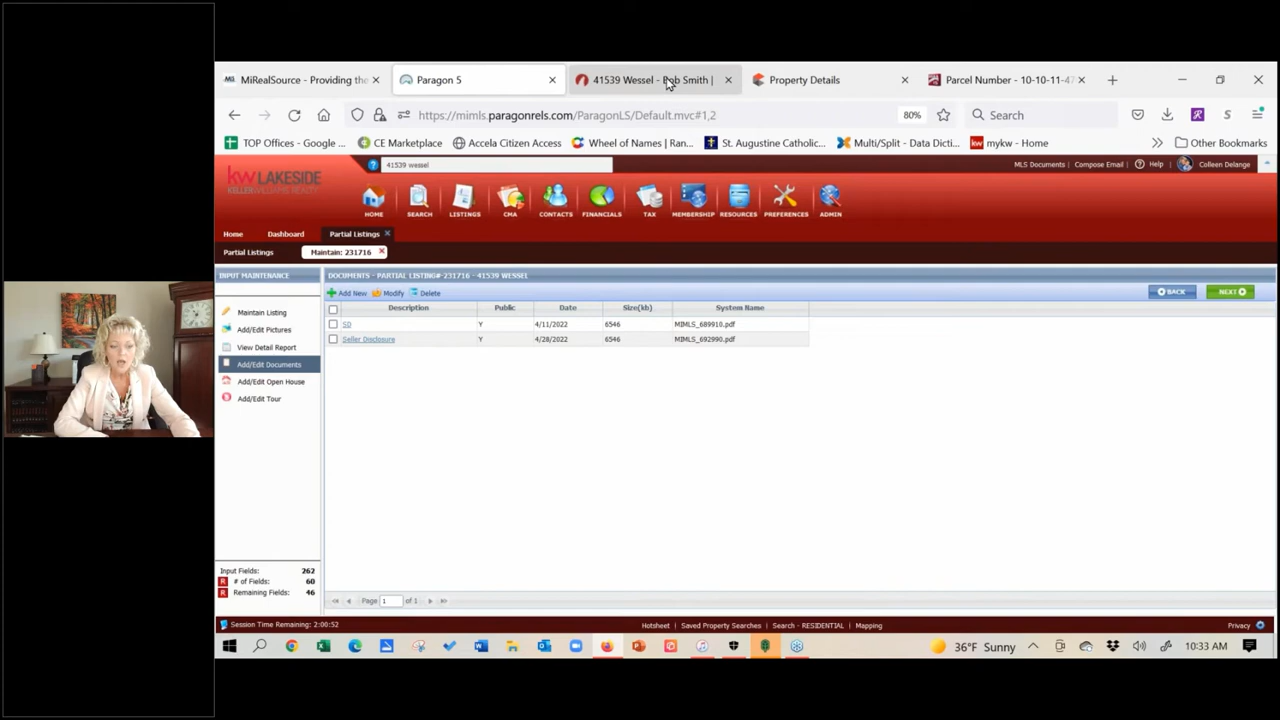 MiRealSource - Providing the
Paragon 5
41539 Wessel - Bob Smith |
Property Details
Parcel Number - 10-10-11-47
https://mimls.paragonrels.com/ParagonLS/Default.mvc#1,2
80%
Search
TOP Offices - Google
CE Marketplace
Accela Citizen Access
Wheel of Names | Ran...
St. Augustine Catholic...
Multi/Split - Data Dicti...
mykw - Home
Other Bookmarks
kw LAKESIDE
KELLERWILLIAMS. REALTY
41539 wessel
MLS Documents
Compose Email
Help
Colleen Delange
HOME
SEARCH
LISTINGS
CMA
CONTACTS
FINANCIALS
TAX
MEMBERSHIP
RESOURCES
PREFERENCES
ADMIN
Home
Dashboard
Partial Listings
Partial Listings
Maintain: 231716
INPUT MAINTENANCE
DOCUMENTS - PARTIAL LISTING# 231716 - 41539 WESSEL
Add New
Modify
Delete
BACK
NEXT
Description Public Date Size(kb) System Name
SD Y 4/11/2022 6546 MIMLS_689910.pdf
Seller Disclosure Y 4/28/2022 6546 MIMLS_692990.pdf
Maintain Listing
Add/Edit Pictures
View Detail Report
Add/Edit Documents
Add/Edit Open House
Add/Edit Tour
Input Fields: 262
R # of Fields: 60
R Remaining Fields: 46
Page 1 of 1
Session Time Remaining: 2:00:52
Hotsheet
Saved Property Searches
Search - RESIDENTIAL
Mapping
Privacy
36°F Sunny
10:33 AM